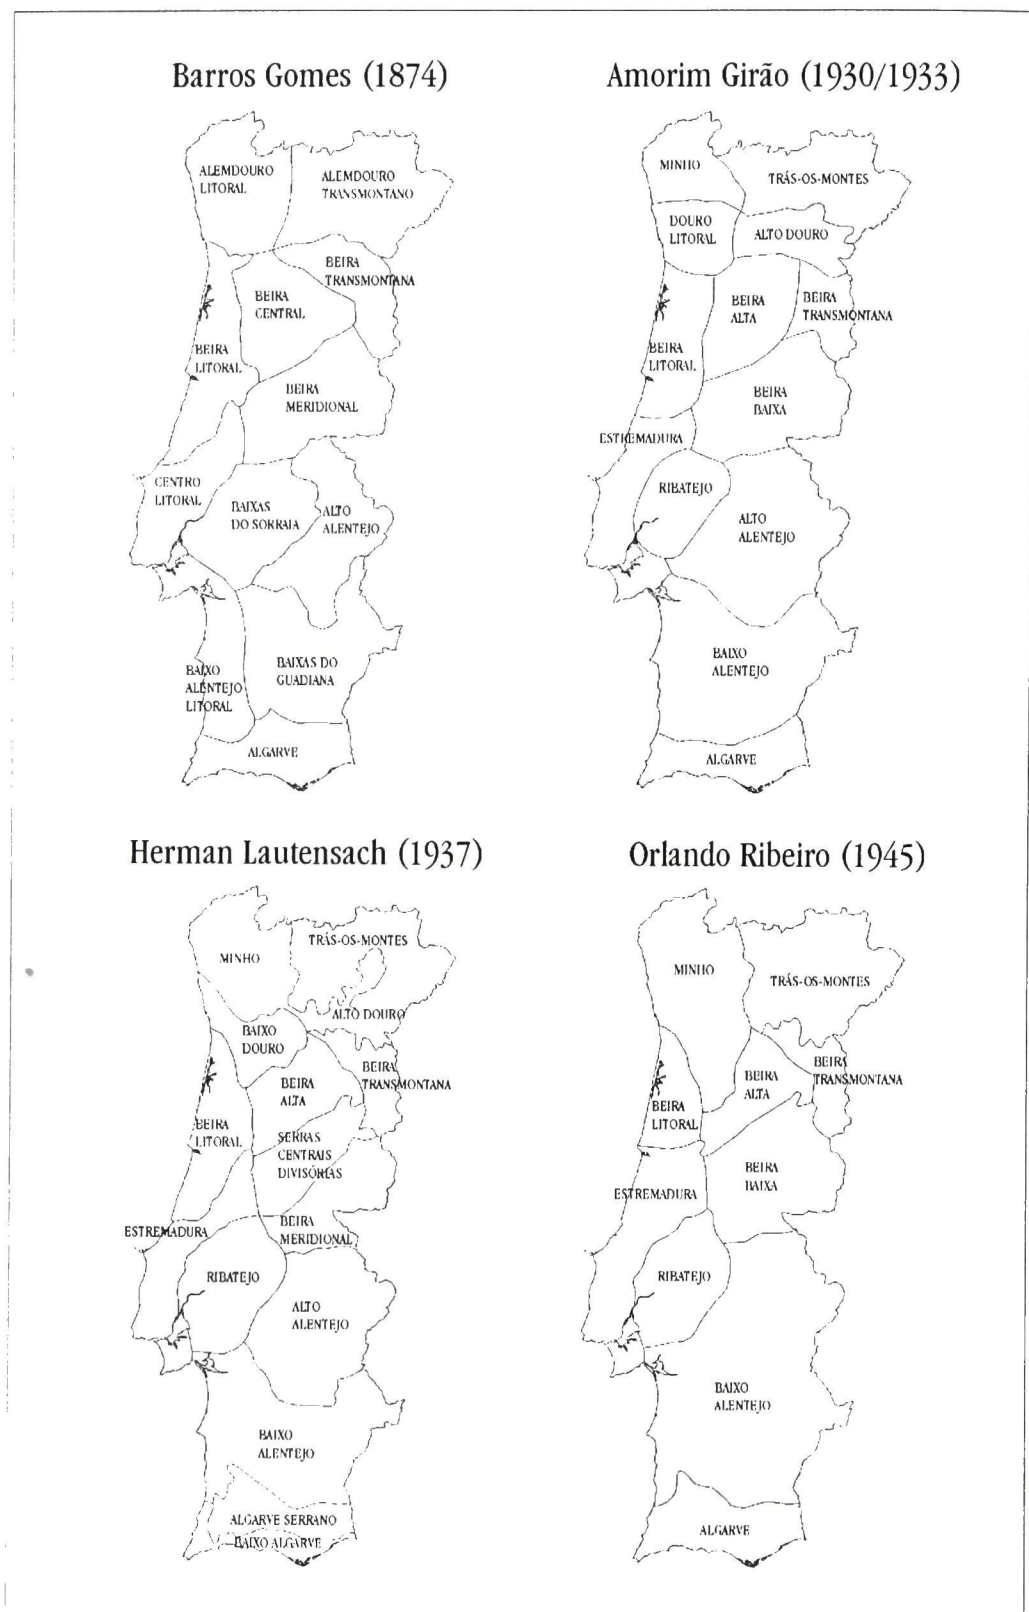 Barros Gomes (1874)
ALEMDOURO
LITORAL
ALEMDOURO
TRANSMONTANO
BEIRA
TRANSMONTANA
BEIRA
CENTRAL
BEIRA
LITORAL
BEIRA
MERIDIONAL
CENTRO
LITORAL
BAIXAS
DO SORRAIA
ALTO
ALENTEJO
BAIXO
ALENTEJO
LITORAL
BAIXAS DO
GUADIANA
ALGARVE
Amorim Girão (1930/1933)
MINHO
TRÁS-OS-MONTES
DOURO
LITORAL
ALTO DOURO
BEIRA
ALTA
BEIRA
TRANSMONTANA
BEIRA
LITORAL
BEIRA
BAIXA
ESTREMADURA
RIBATEJO
ALTO
ALENTEJO
BAIXO
ALENTEJO
ALGARVE
Herman Lautensach (1937)
TRÁS-OS-MONTES
MINHO
ALTO DOURO
BAIXO
DOURO
BEIRA
TRANSMONTANA
BEIRA
ALTA
BEIRA
LITORAL
SERRAS
CENTRAIS
DIVISÓRIAS
ESTREMADURA
BEIRA
MERIDIONAL
RIBATEJO
ALTO
ALENTEJO
BAIXO
ALENTEJO
ALGARVE SERRANO
BAIXO ALGARVE
Orlando Ribeiro (1945)
MINHO
TRÁS-OS-MONTES
BEIRA
TRANSMONTANA
BEIRA
ALTA
BEIRA
LITORAL
BEIRA
BAIXA
ESTREMADURA
RIBATEJO
BAIXO
ALENTEJO
ALGARVE